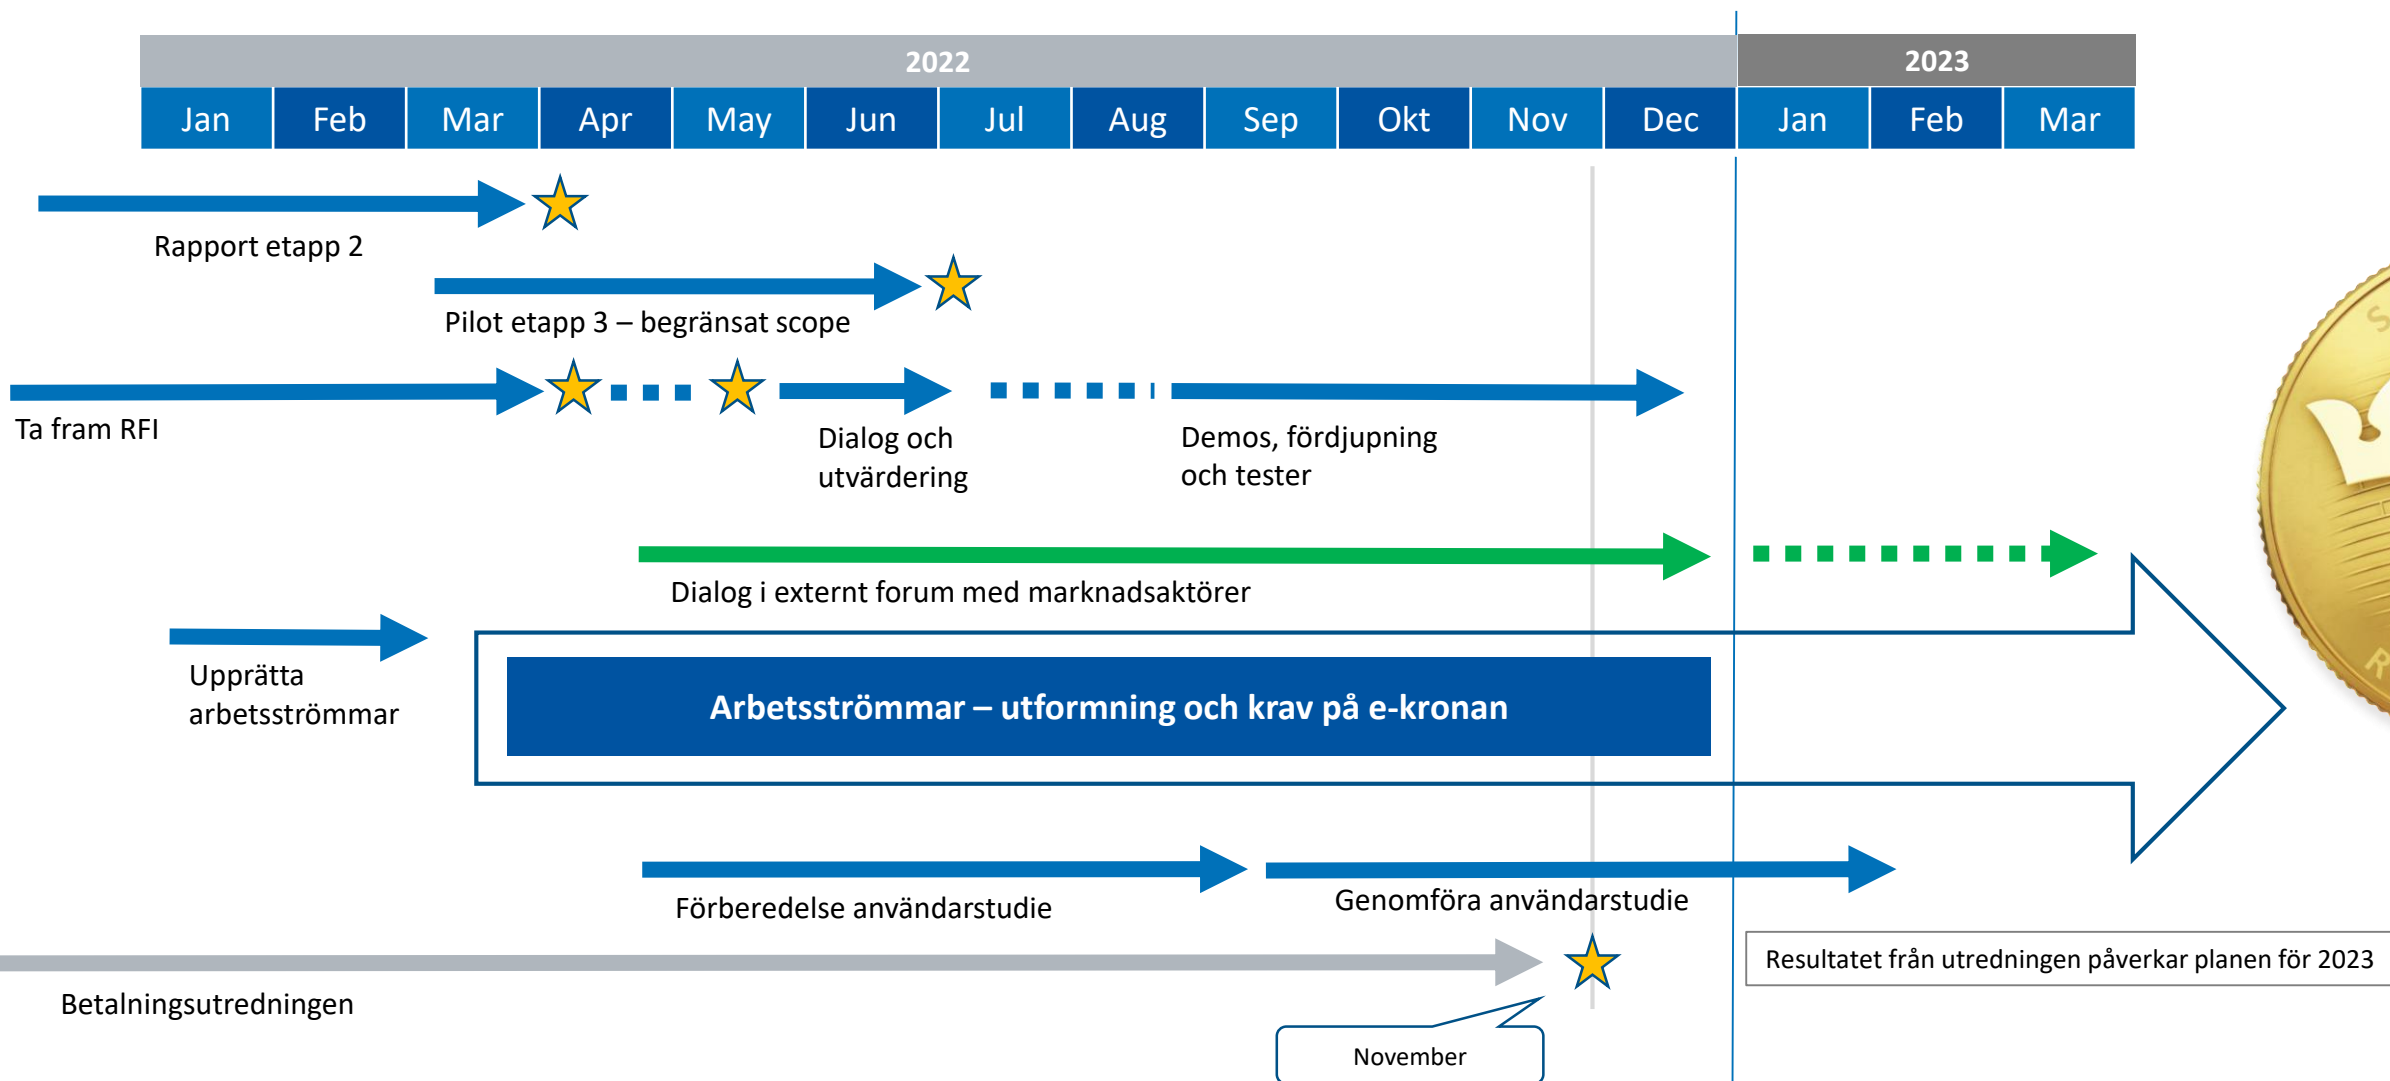 2022
2023
Jan
Feb
Mar
Apr
May
Jun
Jul
Aug
Sep
Okt
Nov
Dec
Jan
Feb
Mar
Rapport etapp 2
Pilot etapp 3 – begränsat scope
Ta fram RFI
Dialog och
utvärdering
Demos, fördjupning
och tester
Dialog i externt forum med marknadsaktörer
Upprätta
arbetsströmmar
Arbetsströmmar – utformning och krav på e-kronan
Förberedelse användarstudie
Genomföra användarstudie
Resultatet från utredningen påverkar planen för 2023
Betalningsutredningen
November